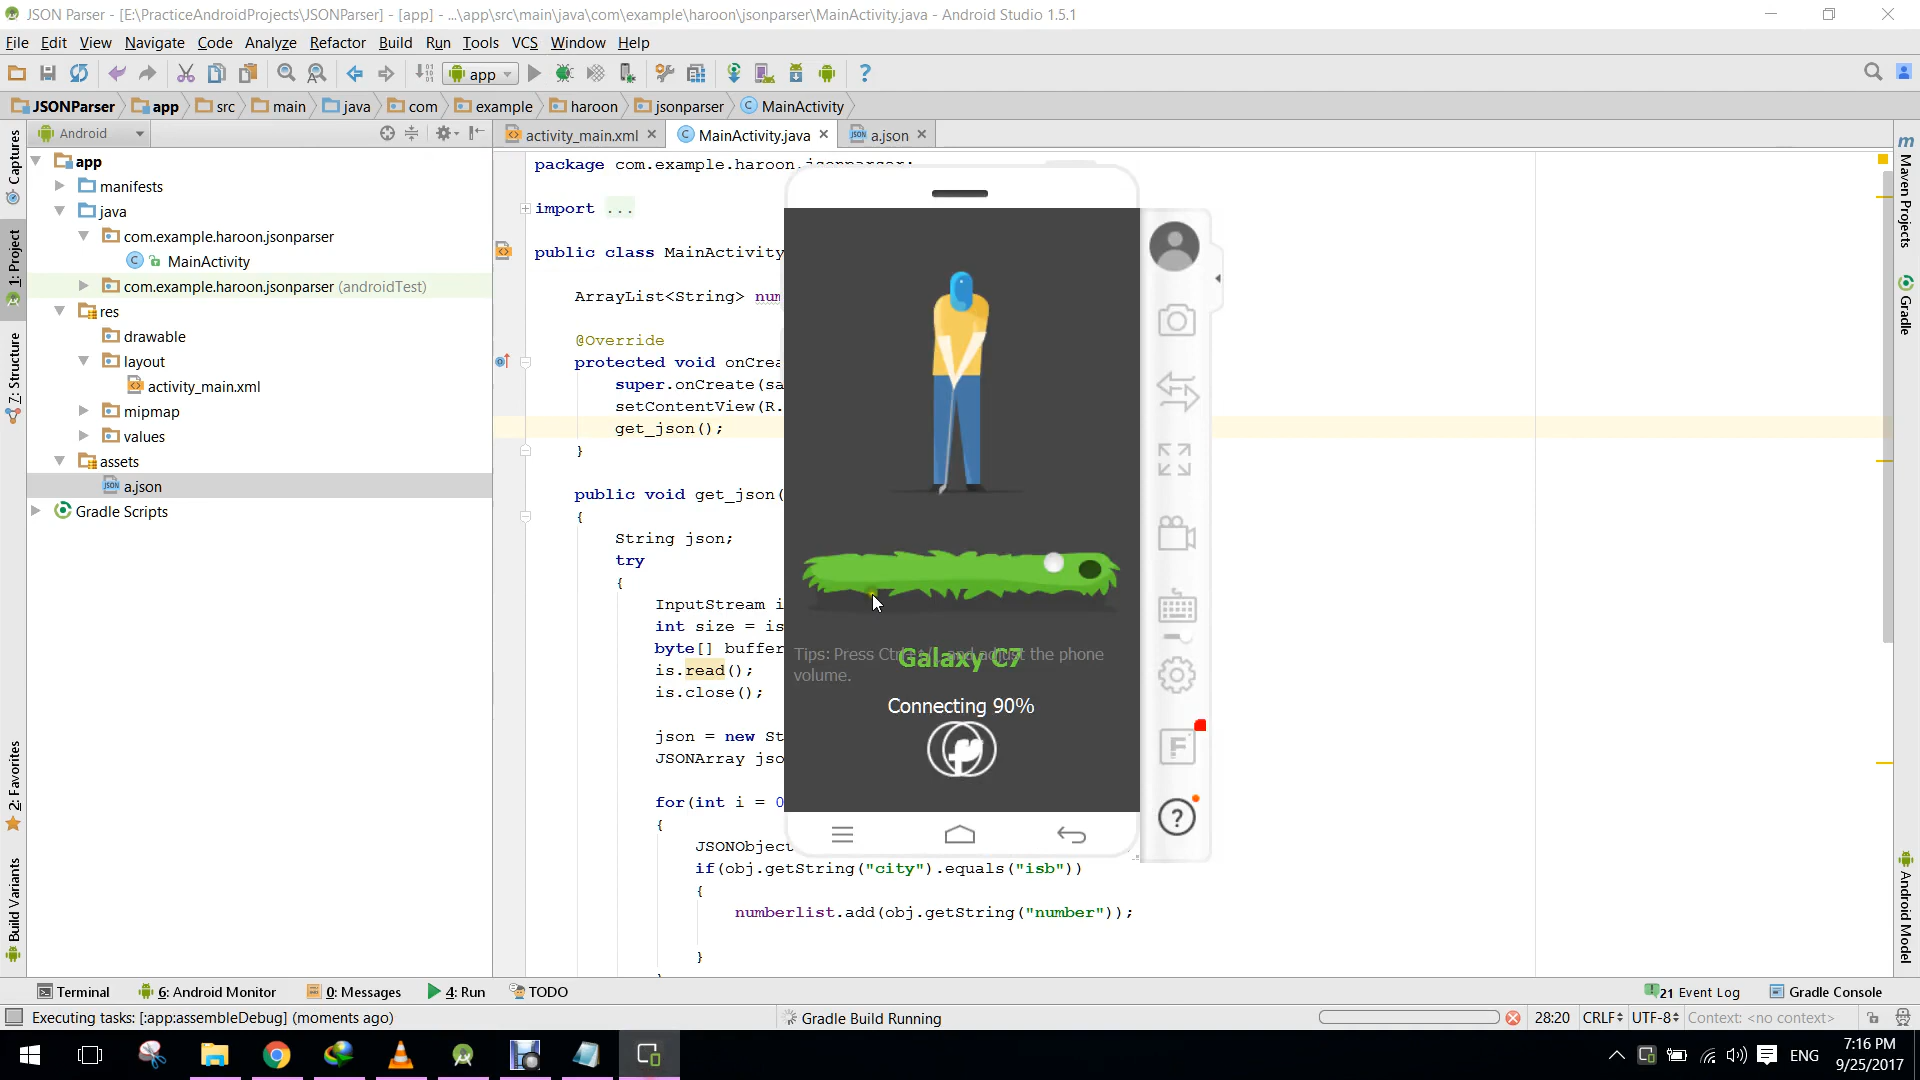 JSON Parser - [E:\PracticeAndroidProjects\JSONParser] - [app] - ...\app\src\main\java\com\example\haroon\jsonparser\MainActivity.java - Android Studio 1.5.1
File Edit View Navigate Code Analyze Refactor Build Run Tools VCS Window Help
app
JSONParser app src main java com example haroon jsonparser MainActivity
Android
activity_main.xml MainActivity.java a.json
Captures
1: Project
7: Structure
2: Favorites
Build Variants
app
manifests
java
com.example.haroon.jsonparser
MainActivity
com.example.haroon.jsonparser (androidTest)
res
drawable
layout
activity_main.xml
mipmap
values
assets
a.json
Gradle Scripts
package com.example.haroon.jsonparser;
import ...
public class MainActivity
ArrayList<String> num
@Override
protected void onCrea
super.onCreate(sa
setContentView(R.
get_json();
}
public void get_json(
{
String json;
try
{
InputStream i
int size = is
byte[] buffer
is.read();
is.close();
json = new St
JSONArray jso
for(int i = 0
{
JSONObject
if(obj.getString("city").equals("isb"))
{
numberlist.add(obj.getString("number"));
}
Tips: Press Ctrl+ and adjust the phone
volume.
Galaxy C7
Connecting 90%
F
?
m Maven Projects
Gradle
Android Model
Terminal 6: Android Monitor 0: Messages 4: Run TODO
21 Event Log Gradle Console
Executing tasks: [:app:assembleDebug] (moments ago)
Gradle Build Running
28:20 CRLF UTF-8 Context: <no context>
ENG
7:16 PM
9/25/2017